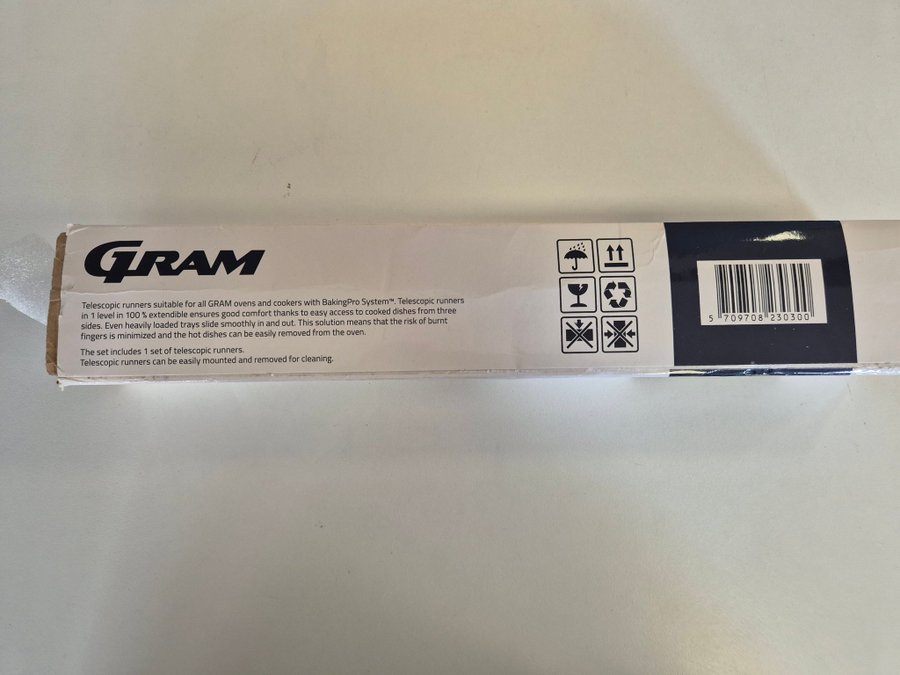 GRAM
Telescopic runners suitable for all GRAM ovens and cookers with BakingPro System™. Telescopic runners
in 1 level in 100 % extendible ensures good comfort thanks to easy access to cooked dishes from three
sides. Even heavily loaded trays slide smoothly in and out. This solution means that the risk of burnt
fingers is minimized and the hot dishes can be easily removed from the oven.
The set includes 1 set of telescopic runners.
Telescopic runners can be easily mounted and removed for cleaning.
5 709708 230300